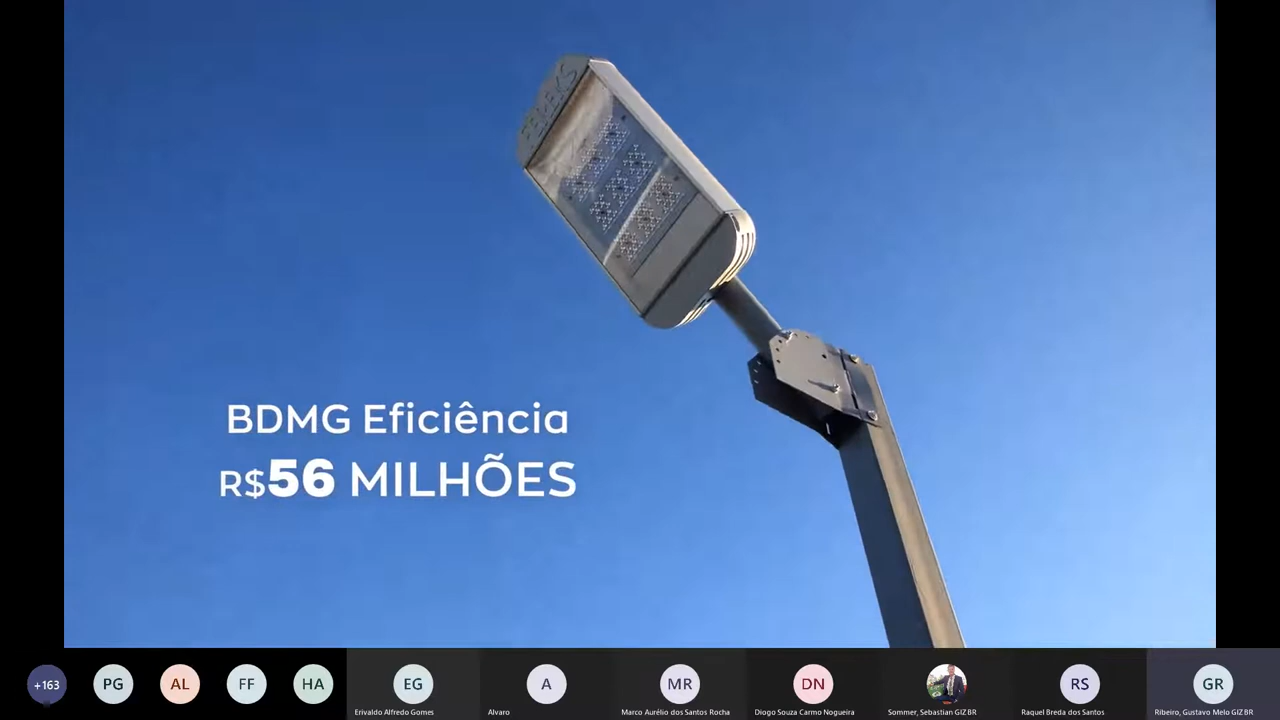 BDMG Eficiência
R$56 MILHÕES
+163
PG
AL
FF
HA
EG
A
MR
DN
RS
GR
Erivaldo Alfredo Gomes
Alvaro
Marco Aurélio dos Santos Rocha
Diogo Souza Carmo Nogueira
Sommer, Sebastian GIZ BR
Raquel Breda dos Santos
Ribeiro, Gustavo Melo GIZ BR